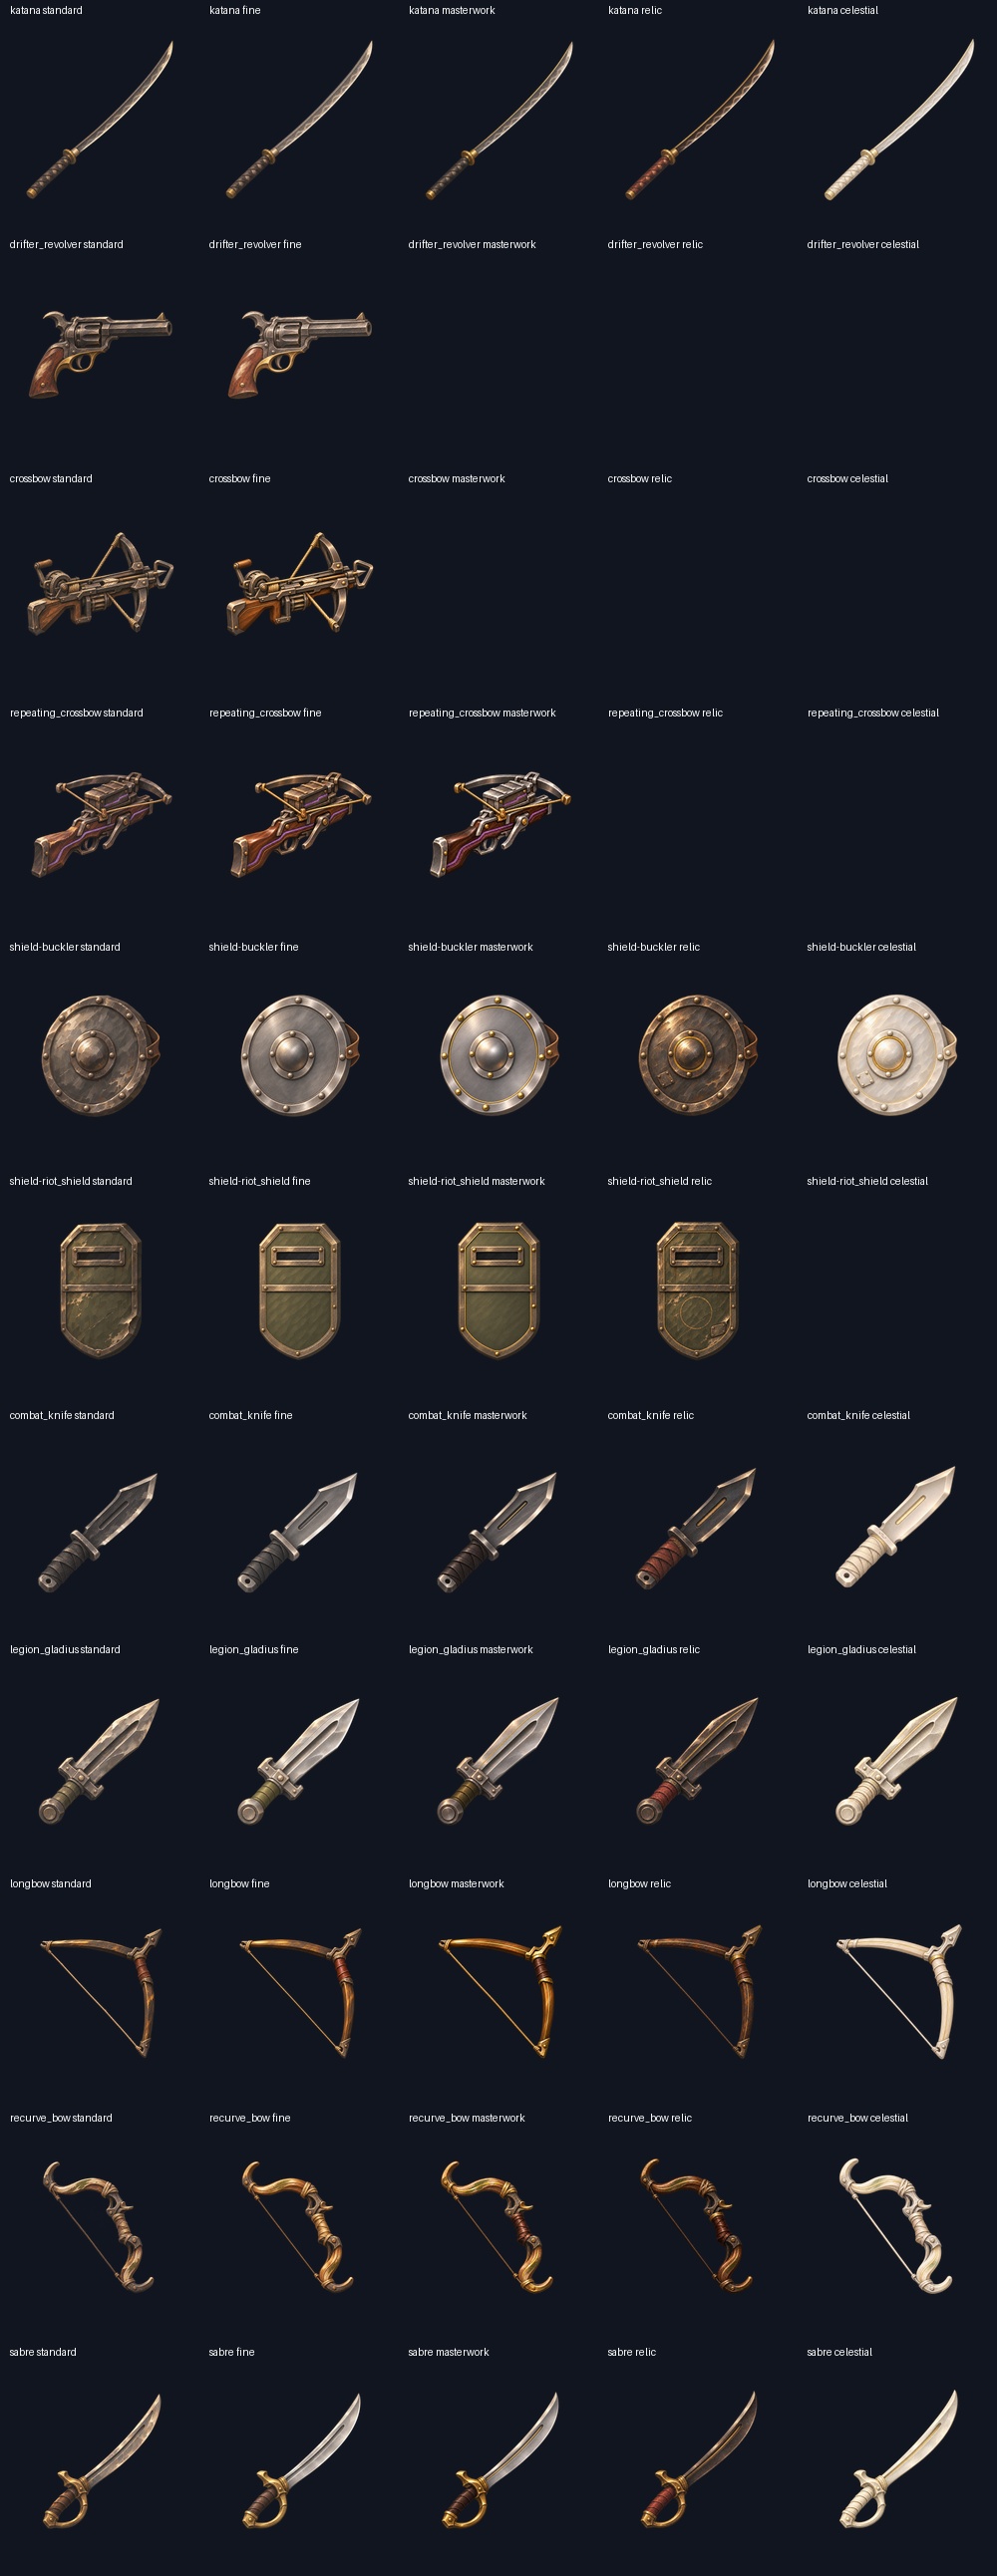 katana standard katana fine katana masterwork katana relic katana celestial
drifter_revolver standard drifter_revolver fine drifter_revolver masterwork drifter_revolver relic drifter_revolver celestial
crossbow standard crossbow fine crossbow masterwork crossbow relic crossbow celestial
repeating_crossbow standard repeating_crossbow fine repeating_crossbow masterwork repeating_crossbow relic repeating_crossbow celestial
shield-buckler standard shield-buckler fine shield-buckler masterwork shield-buckler relic shield-buckler celestial
shield-riot_shield standard shield-riot_shield fine shield-riot_shield masterwork shield-riot_shield relic shield-riot_shield celestial
combat_knife standard combat_knife fine combat_knife masterwork combat_knife relic combat_knife celestial
legion_gladius standard legion_gladius fine legion_gladius masterwork legion_gladius relic legion_gladius celestial
longbow standard longbow fine longbow masterwork longbow relic longbow celestial
recurve_bow standard recurve_bow fine recurve_bow masterwork recurve_bow relic recurve_bow celestial
sabre standard sabre fine sabre masterwork sabre relic sabre celestial